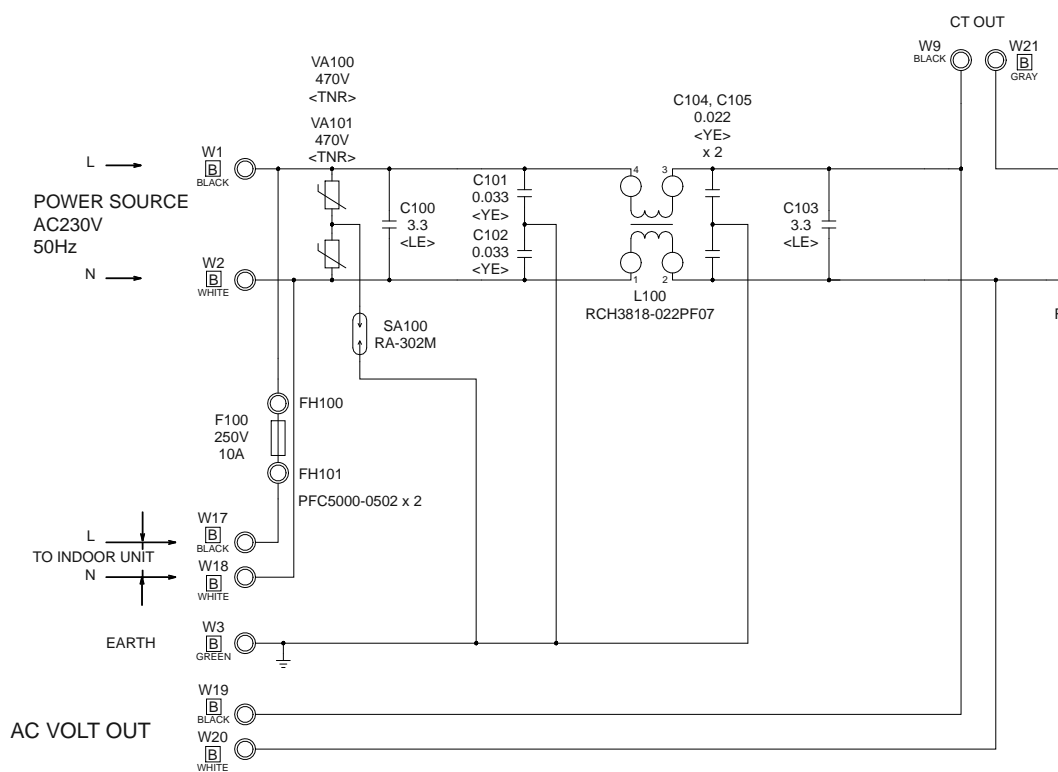 CT OUT
W9
BLACK
W21
B
GRAY
VA100
470V
<TNR>
VA101
470V
<TNR>
C104, C105
0.022
<YE>
x 2
L
W1
B
BLACK
POWER SOURCE
AC230V
50Hz
N
W2
B
WHITE
C100
3.3
<LE>
C101
0.033
<YE>
C102
0.033
<YE>
4
3
1
2
L100
RCH3818-022PF07
C103
3.3
<LE>
SA100
RA-302M
FH100
F100
250V
10A
FH101
PFC5000-0502 x 2
L
W17
B
BLACK
TO INDOOR UNIT
N
W18
B
WHITE
EARTH
W3
B
GREEN
AC VOLT OUT
W19
B
BLACK
W20
B
WHITE